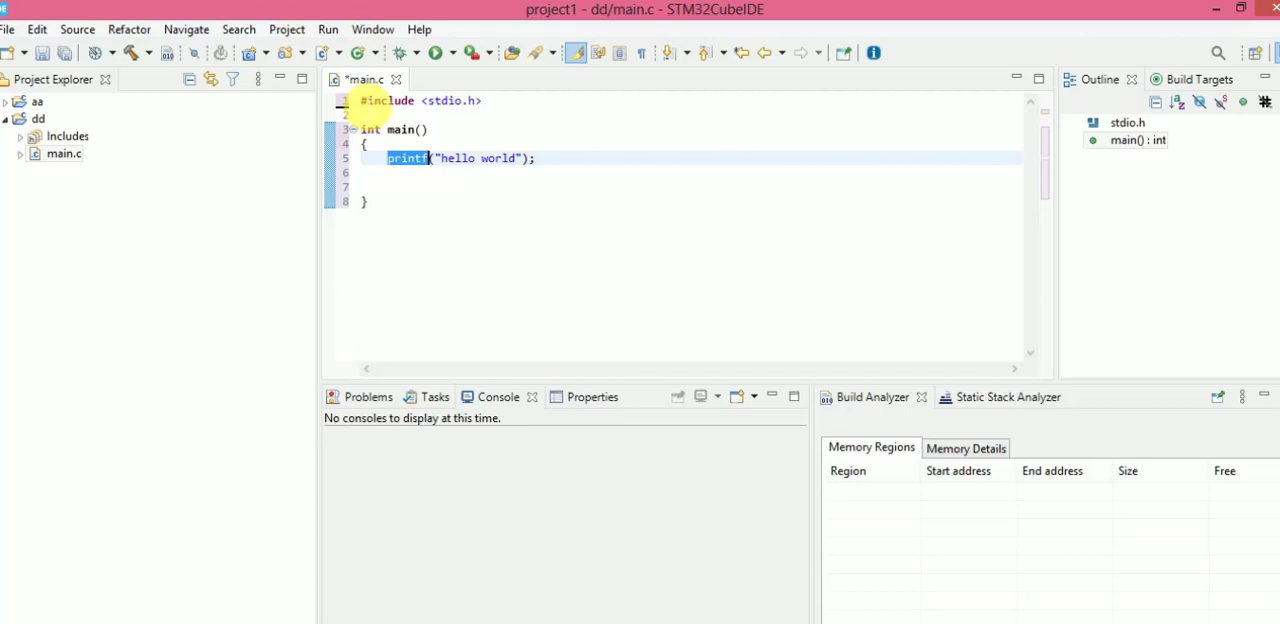 project1 - dd/main.c - STM32CubeIDE
File Edit Source Refactor Navigate Search Project Run Window Help
Project Explorer
aa
dd
Includes
main.c
*main.c
1 #include <stdio.h>
2
3 int main()
4 {
5 printf("hello world");
6
7
8 }
Outline Build Targets
stdio.h
main() : int
Problems Tasks Console Properties
No consoles to display at this time.
Build Analyzer Static Stack Analyzer
Memory Regions Memory Details
Region Start address End address Size Free